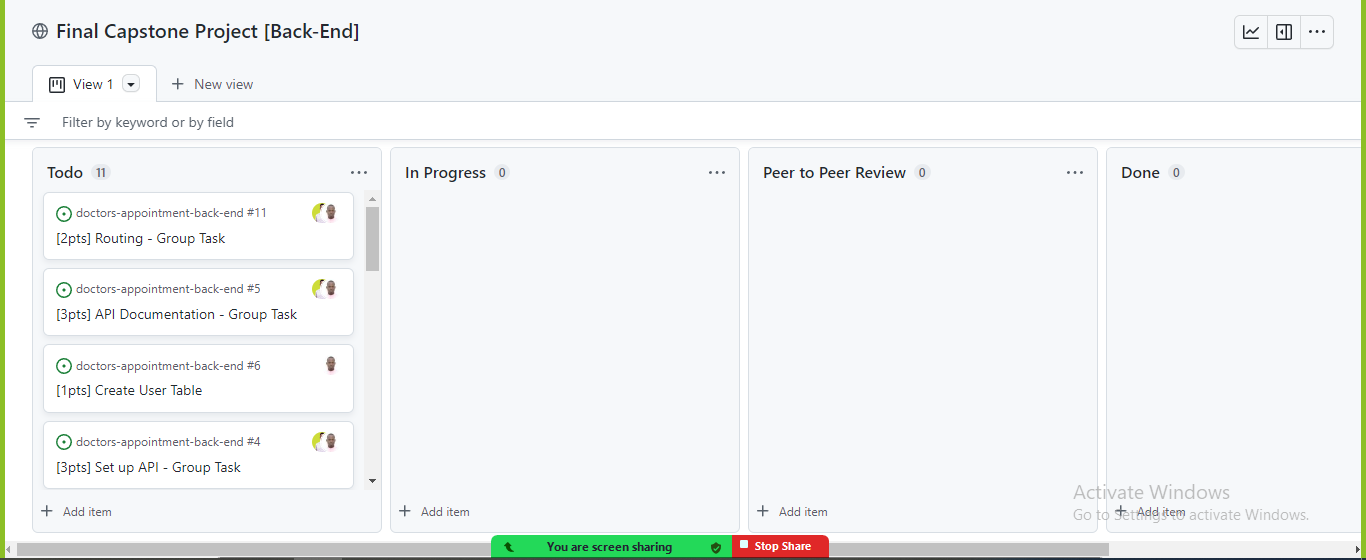 Final Capstone Project [Back-End]
View 1
New view
Filter by keyword or by field
Todo 11
doctors-appointment-back-end #11
[2pts] Routing - Group Task
doctors-appointment-back-end #5
[3pts] API Documentation - Group Task
doctors-appointment-back-end #6
[1pts] Create User Table
doctors-appointment-back-end #4
[3pts] Set up API - Group Task
Add item
In Progress 0
Add item
Peer to Peer Review 0
Add item
Done 0
Add item
Activate Windows
Go to Settings to activate Windows.
You are screen sharing
Stop Share